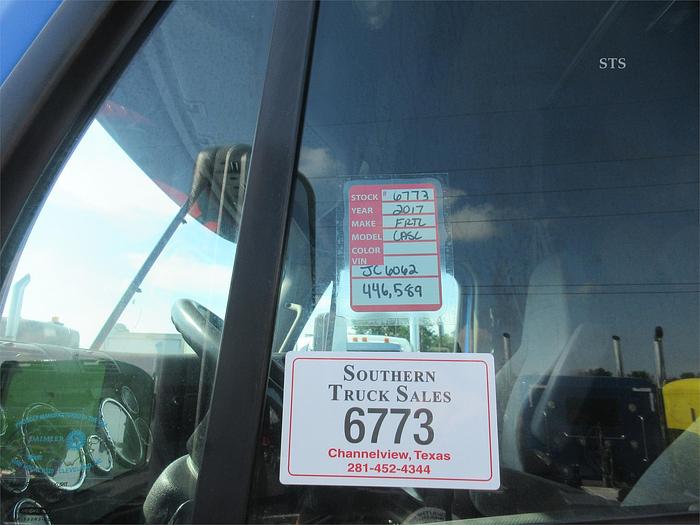 STS
STOCK # 6773
YEAR 2017
MAKE FRTL
MODEL CASC
COLOR
VIN
JC6062
446,589
SOUTHERN
TRUCK SALES
6773
Channelview, Texas
281-452-4344
DAIMLER